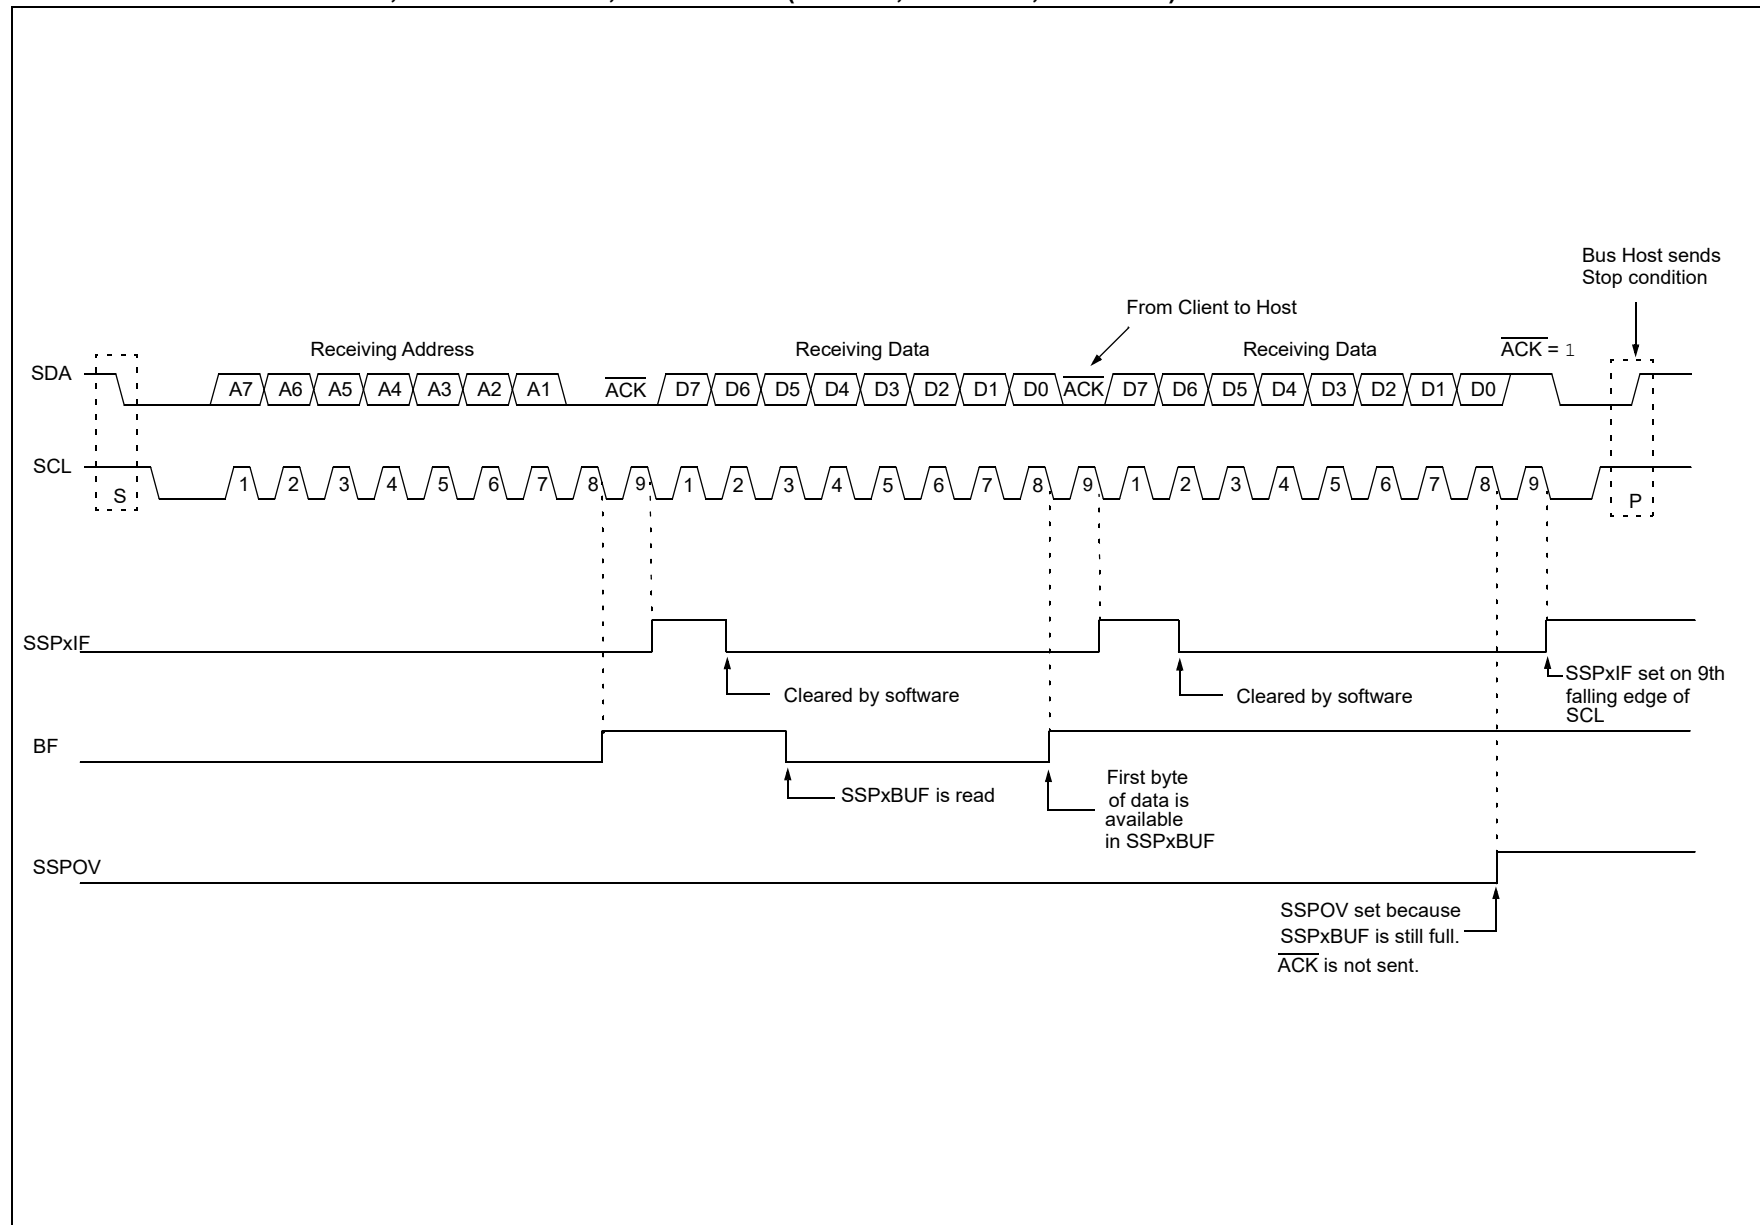 Bus Host sends
Stop condition
From Client to Host
Receiving Address
Receiving Data
Receiving Data
ACK = 1
SDA
A7 A6 A5 A4 A3 A2 A1 ACK D7 D6 D5 D4 D3 D2 D1 D0 ACK D7 D6 D5 D4 D3 D2 D1 D0
SCL
S
1 2 3 4 5 6 7 8 9 1 2 3 4 5 6 7 8 9 1 2 3 4 5 6 7 8 9
P
SSPxIF
Cleared by software
Cleared by software
SSPxIF set on 9th
falling edge of
SCL
BF
SSPxBUF is read
First byte
of data is
available
in SSPxBUF
SSPOV
SSPOV set because
SSPxBUF is still full.
ACK is not sent.